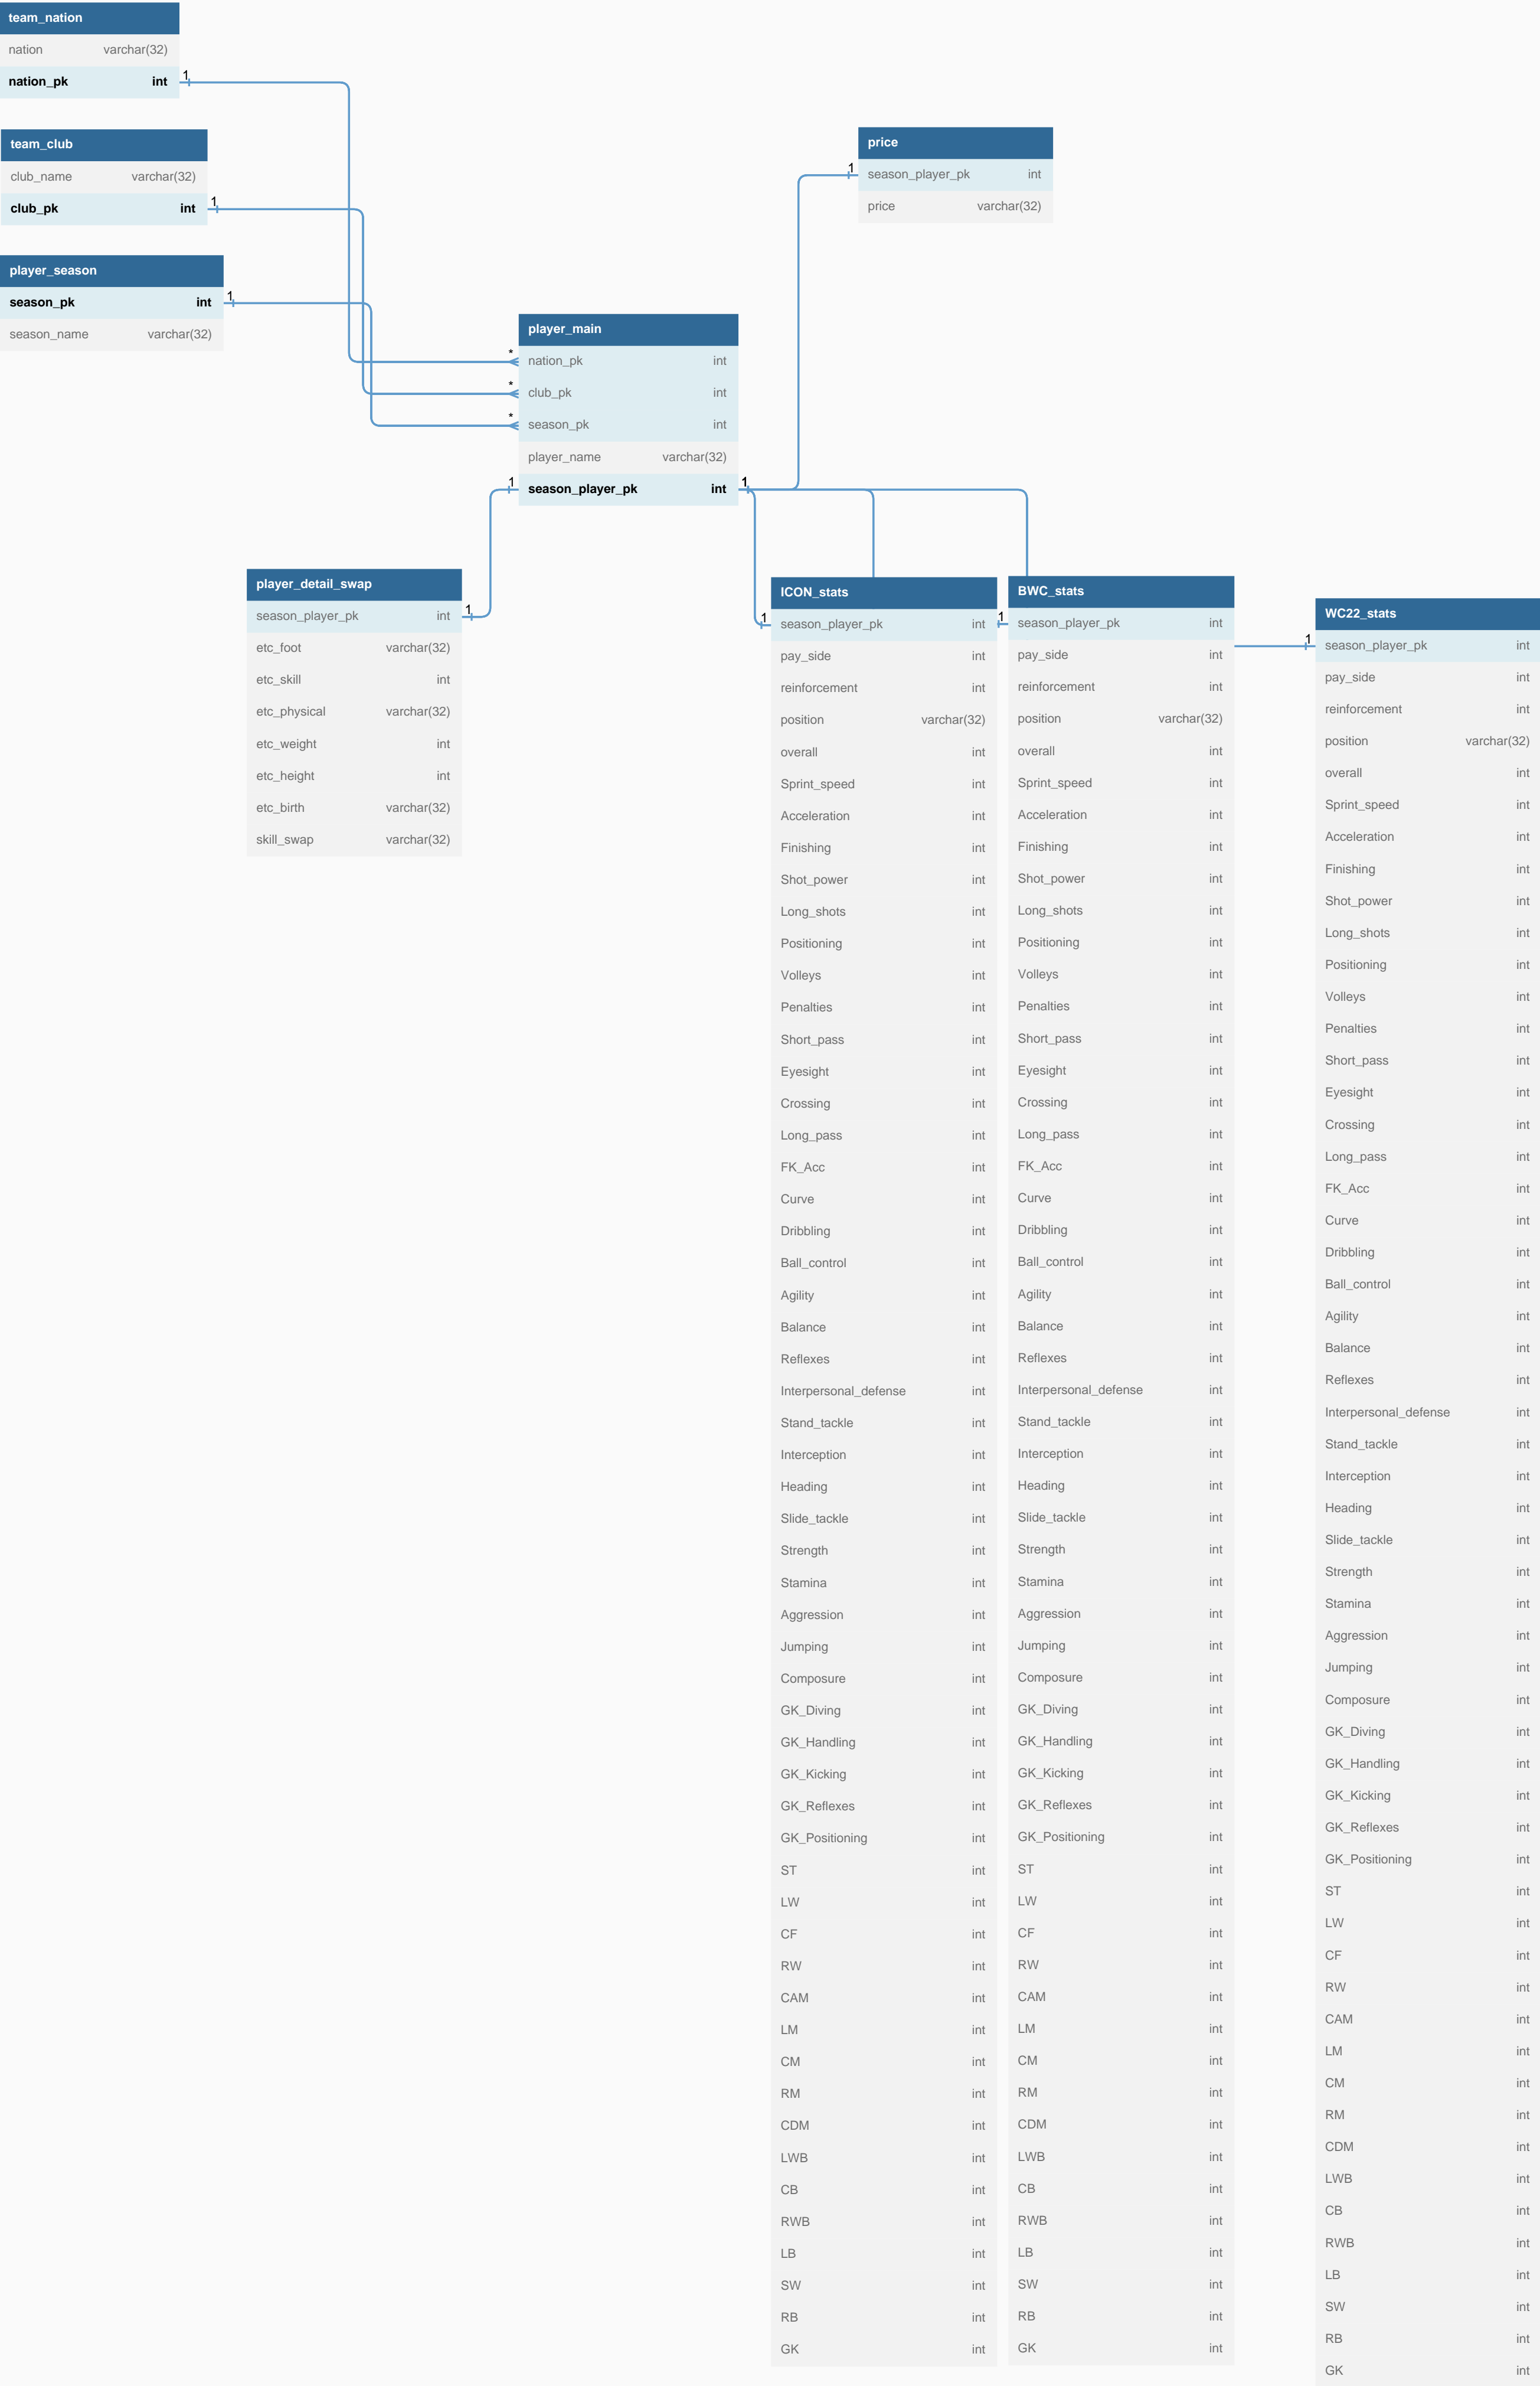 team_nation
nation varchar(32)
nation_pk int
1
team_club
club_name varchar(32)
club_pk int
1
player_season
season_pk int
1
season_name varchar(32)
price
1
season_player_pk int
price varchar(32)
player_main
*
nation_pk int
*
club_pk int
*
season_pk int
player_name varchar(32)
1
season_player_pk int
1
player_detail_swap
season_player_pk int
1
etc_foot varchar(32)
etc_skill int
etc_physical varchar(32)
etc_weight int
etc_height int
etc_birth varchar(32)
skill_swap varchar(32)
ICON_stats
1
season_player_pk int
pay_side int
reinforcement int
position varchar(32)
overall int
Sprint_speed int
Acceleration int
Finishing int
Shot_power int
Long_shots int
Positioning int
Volleys int
Penalties int
Short_pass int
Eyesight int
Crossing int
Long_pass int
FK_Acc int
Curve int
Dribbling int
Ball_control int
Agility int
Balance int
Reflexes int
Interpersonal_defense int
Stand_tackle int
Interception int
Heading int
Slide_tackle int
Strength int
Stamina int
Aggression int
Jumping int
Composure int
GK_Diving int
GK_Handling int
GK_Kicking int
GK_Reflexes int
GK_Positioning int
ST int
LW int
CF int
RW int
CAM int
LM int
CM int
RM int
CDM int
LWB int
CB int
RWB int
LB int
SW int
RB int
GK int
BWC_stats
1
season_player_pk int
pay_side int
reinforcement int
position varchar(32)
overall int
Sprint_speed int
Acceleration int
Finishing int
Shot_power int
Long_shots int
Positioning int
Volleys int
Penalties int
Short_pass int
Eyesight int
Crossing int
Long_pass int
FK_Acc int
Curve int
Dribbling int
Ball_control int
Agility int
Balance int
Reflexes int
Interpersonal_defense int
Stand_tackle int
Interception int
Heading int
Slide_tackle int
Strength int
Stamina int
Aggression int
Jumping int
Composure int
GK_Diving int
GK_Handling int
GK_Kicking int
GK_Reflexes int
GK_Positioning int
ST int
LW int
CF int
RW int
CAM int
LM int
CM int
RM int
CDM int
LWB int
CB int
RWB int
LB int
SW int
RB int
GK int
WC22_stats
1
season_player_pk int
pay_side int
reinforcement int
position varchar(32)
overall int
Sprint_speed int
Acceleration int
Finishing int
Shot_power int
Long_shots int
Positioning int
Volleys int
Penalties int
Short_pass int
Eyesight int
Crossing int
Long_pass int
FK_Acc int
Curve int
Dribbling int
Ball_control int
Agility int
Balance int
Reflexes int
Interpersonal_defense int
Stand_tackle int
Interception int
Heading int
Slide_tackle int
Strength int
Stamina int
Aggression int
Jumping int
Composure int
GK_Diving int
GK_Handling int
GK_Kicking int
GK_Reflexes int
GK_Positioning int
ST int
LW int
CF int
RW int
CAM int
LM int
CM int
RM int
CDM int
LWB int
CB int
RWB int
LB int
SW int
RB int
GK int